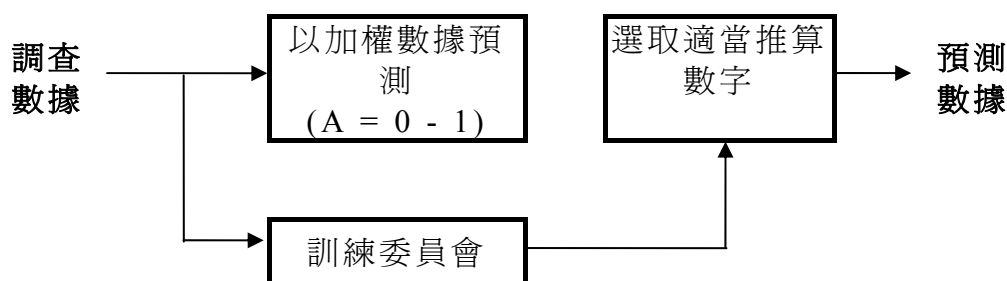 調查
數據
以加權數據預
測
(A = 0 - 1)
選取適當推算
數字
預測
數據
訓練委員會